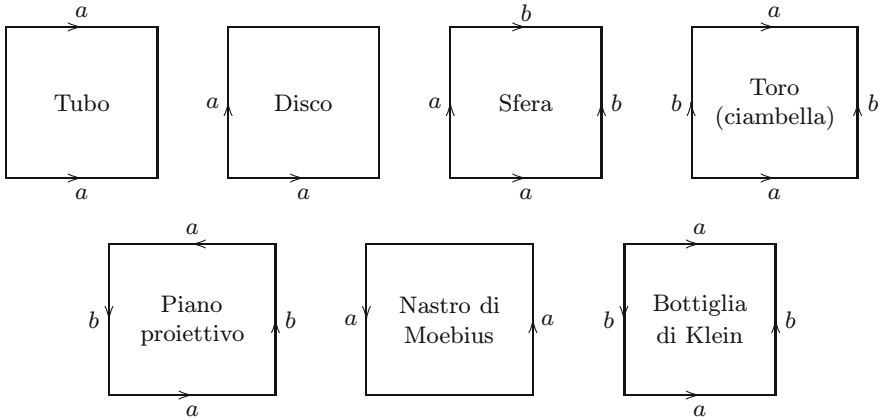 a
Tubo
a
b
a
Disco
a
a
Sfera
b
a
a
b
Toro
(ciambella)
b
a
a
b
Piano
proiettivo
b
a
a
Nastro di
Moebius
a
a
b
Bottiglia
di Klein
b
a